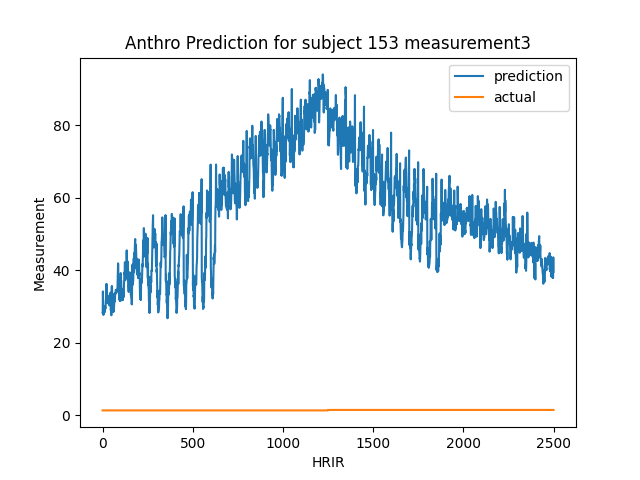 Anthro Prediction for subject 153 measurement3
prediction
actual
80
60
40
20
0
Measurement
0 500 1000 1500 2000 2500
HRIR